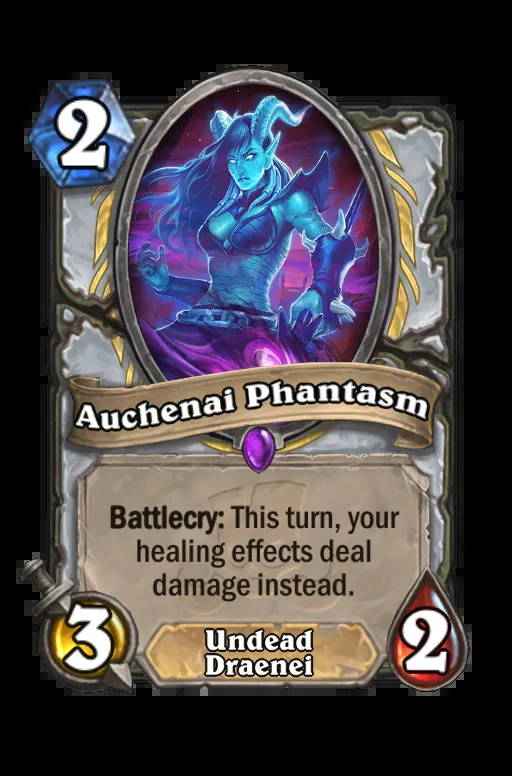 2
Auchenai Phantasm
Battlecry: This turn, your
healing effects deal
damage instead.
3
Undead
Draenei
2